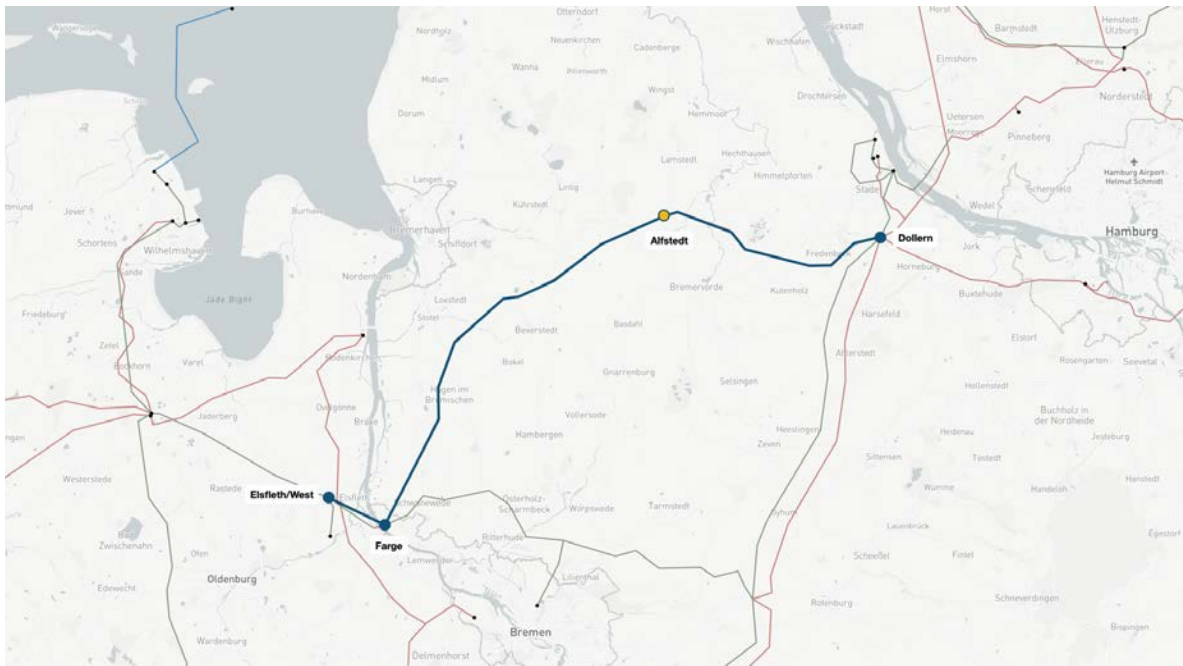 Otterndorf
Nordholz
Neuenkirchen
Cadenberge
Wanna
Ihlienworth
Wischhafen
Glückstadt
Horst
Barmstedt
Henstedt-
Ulzburg
Elmshorn
Midlum
Wingst
Dorum
Hemmoor
Drochtersen
Uetersen
Moorrege
Norderstedt
Pinneberg
Lamstedt
Hechthausen
Himmelpforten
Langen
Lintig
Kührstedt
Stade
Hamburg Airport-
Helmut Schmidt
Schenefeld
Wedel
Jever
Schortens
Wilhelmshaven
Burhave
Bremerhaven
Schiffdorf
Alfstedt
Dollern
Hamburg
Sande
Nordenham
Fredenbeck
Jork
Horneburg
Jade Bight
Loxstedt
Bremervörde
Kutenholz
Buxtehude
Friedeburg
Stotel
Harsefeld
Beverstedt
Basdahl
Elstorf
Zetel
Varel
Rodenkirchen
Bockhorn
Bokel
Gnarrenburg
Ahlerstedt
Rosengarten
Seevetal
Selsingen
Hollenstedt
Hagen im
Bremischen
Jaderberg
Ovelgönne
Brake
Vollersode
Hambergen
Heeslingen
Zeven
Heidenau
Buchholz in
der Nordheide
Jesteburg
Sittensen
Tostedt
Westerstede
Rastede
Elsfleth/West
Elsfleth
Schwanewede
Osterholz-
Scharmbeck
Worpswede
Tarmstedt
Gyhum
Wümme
Handeloh
Hanstedt
Lauenbrück
Egestorf
Bad
Zwischenahn
Ofen
Farge
Ritterhude
Lemwerder
Scheeßel
Fintel
Oldenburg
Lilienthal
Edewecht
Rotenburg
Schneverdingen
Bremen
Wardenburg
Delmenhorst
Bispingen